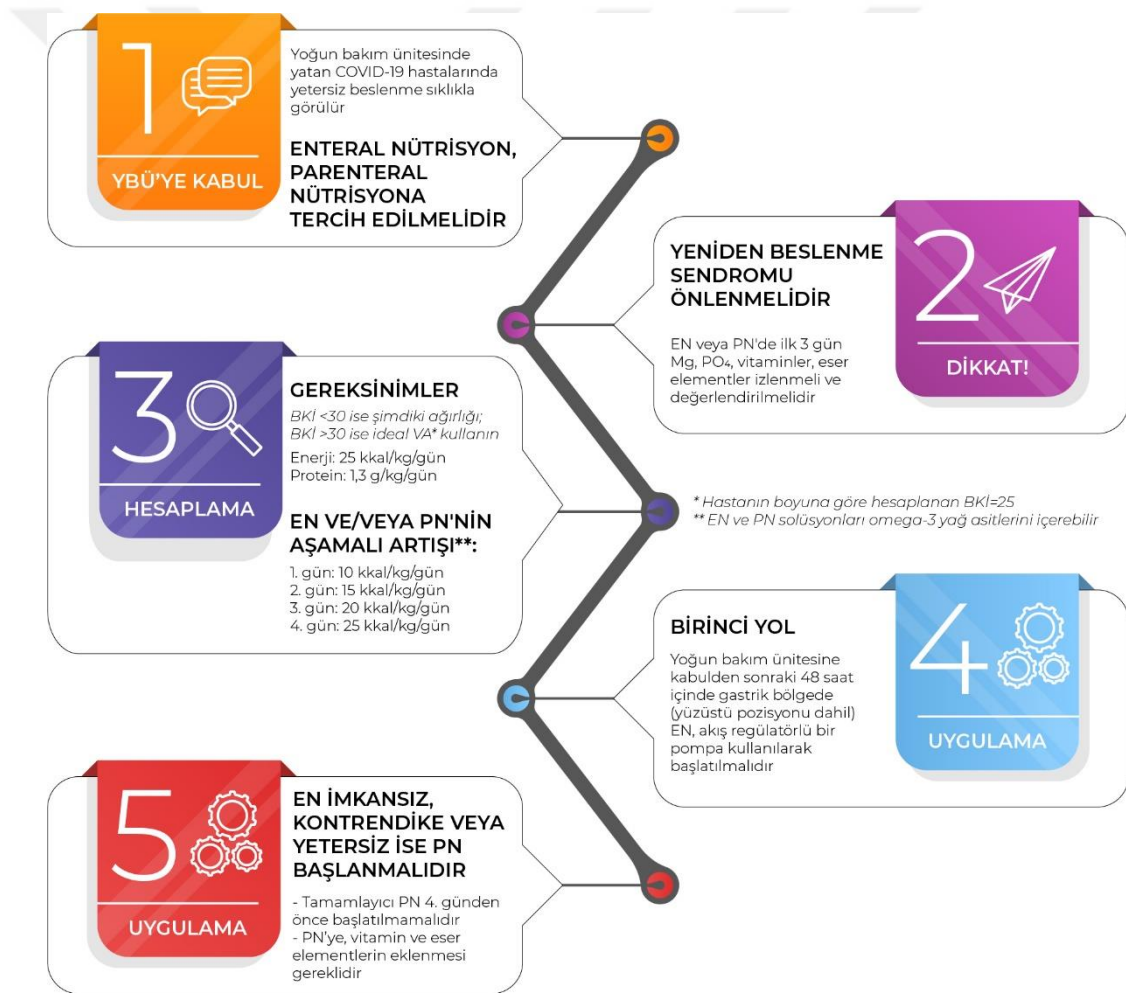 1
YBÜ'YE KABUL
Yoğun bakım ünitesinde
yatan COVID-19 hastalarında
yetersiz beslenme sıklıkla
görülür
ENTERAL NÜTRİSYON,
PARENTERAL
NÜTRİSYONA
TERCİH EDİLMELİDİR
YENİDEN BESLENME
SENDROMU
ÖNLENMELİDİR
EN veya PN'de ilk 3 gün
Mg, PO₄, vitaminler, eser
elementler izlenmeli ve
değerlendirilmelidir
2
DİKKAT!
3
HESAPLAMA
GEREKSİNİMLER
BKİ <30 ise şimdiki ağırlığı;
BKİ >30 ise ideal VA* kullanın
Enerji: 25 kkal/kg/gün
Protein: 1,3 g/kg/gün
EN VE/VEYA PN'NİN
AŞAMALI ARTIŞI**:
1. gün: 10 kkal/kg/gün
2. gün: 15 kkal/kg/gün
3. gün: 20 kkal/kg/gün
4. gün: 25 kkal/kg/gün
* Hastanın boyuna göre hesaplanan BKİ=25
** EN ve PN solüsyonları omega-3 yağ asitlerini içerebilir
BİRİNCİ YOL
Yoğun bakım ünitesine
kabulden sonraki 48 saat
içinde gastrik bölgede
(yüzüstü pozisyonu dahil)
EN, akış regülatörlü bir
pompa kullanılarak
başlatılmalıdır
4
UYGULAMA
5
UYGULAMA
EN İMKANSIZ,
KONTRENDİKE VEYA
YETERSİZ İSE PN
BAŞLANMALIDIR
- Tamamlayıcı PN 4. günden
önce başlatılmamalıdır
- PN'ye, vitamin ve eser
elementlerin eklenmesi
gereklidir